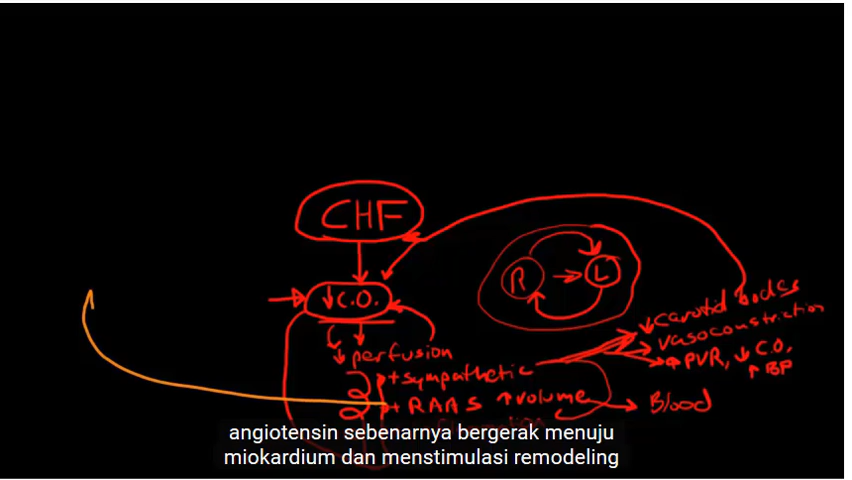 CHF
↓ C.O.
R → L
↓ perfusion
+ sympathetic
+ RAAS ↑ volume → Blood
↓ carotid bodies
vasoconstriction
↑ PVR, ↓ C.O.
↑ BP
angiotensin sebenarnya bergerak menuju
miokardium dan menstimulasi remodeling